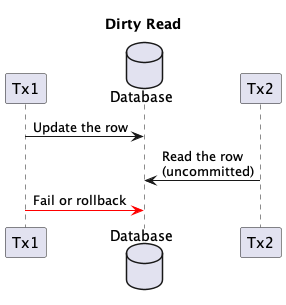 Dirty Read
Tx1
Database
Tx2
Update the row
Read the row
(uncommitted)
Fail or rollback
Tx1
Database
Tx2